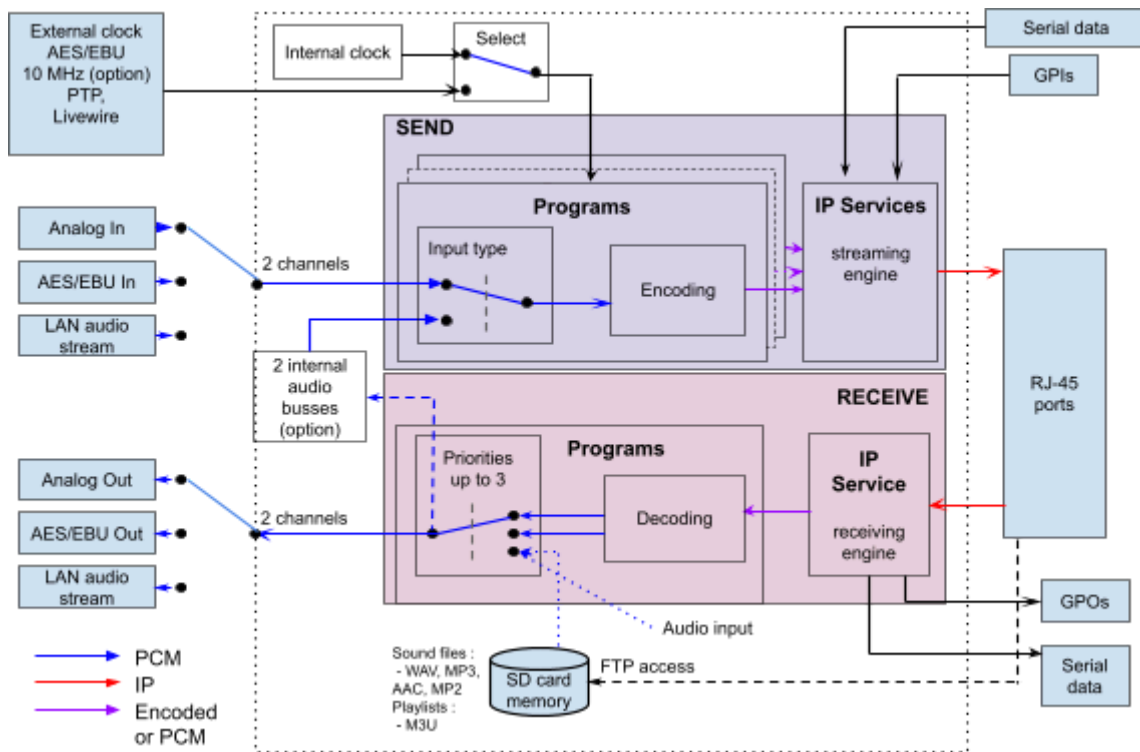 External clock
AES/EBU
10 MHz (option)
PTP,
Livewire
Internal clock
Select
Serial data
GPIs
SEND
Programs
IP Services
streaming
engine
Input type
Encoding
Analog In
AES/EBU In
LAN audio
stream
2 channels
2 internal
audio
busses
(option)
RJ-45
ports
RECEIVE
Programs
Priorities
up to 3
Decoding
IP
Service
receiving
engine
Analog Out
AES/EBU Out
LAN audio
stream
2 channels
GPOs
Serial
data
Audio input
FTP access
Sound files :
- WAV, MP3,
AAC, MP2
Playlists :
- M3U
SD card
memory
PCM
IP
Encoded
or PCM